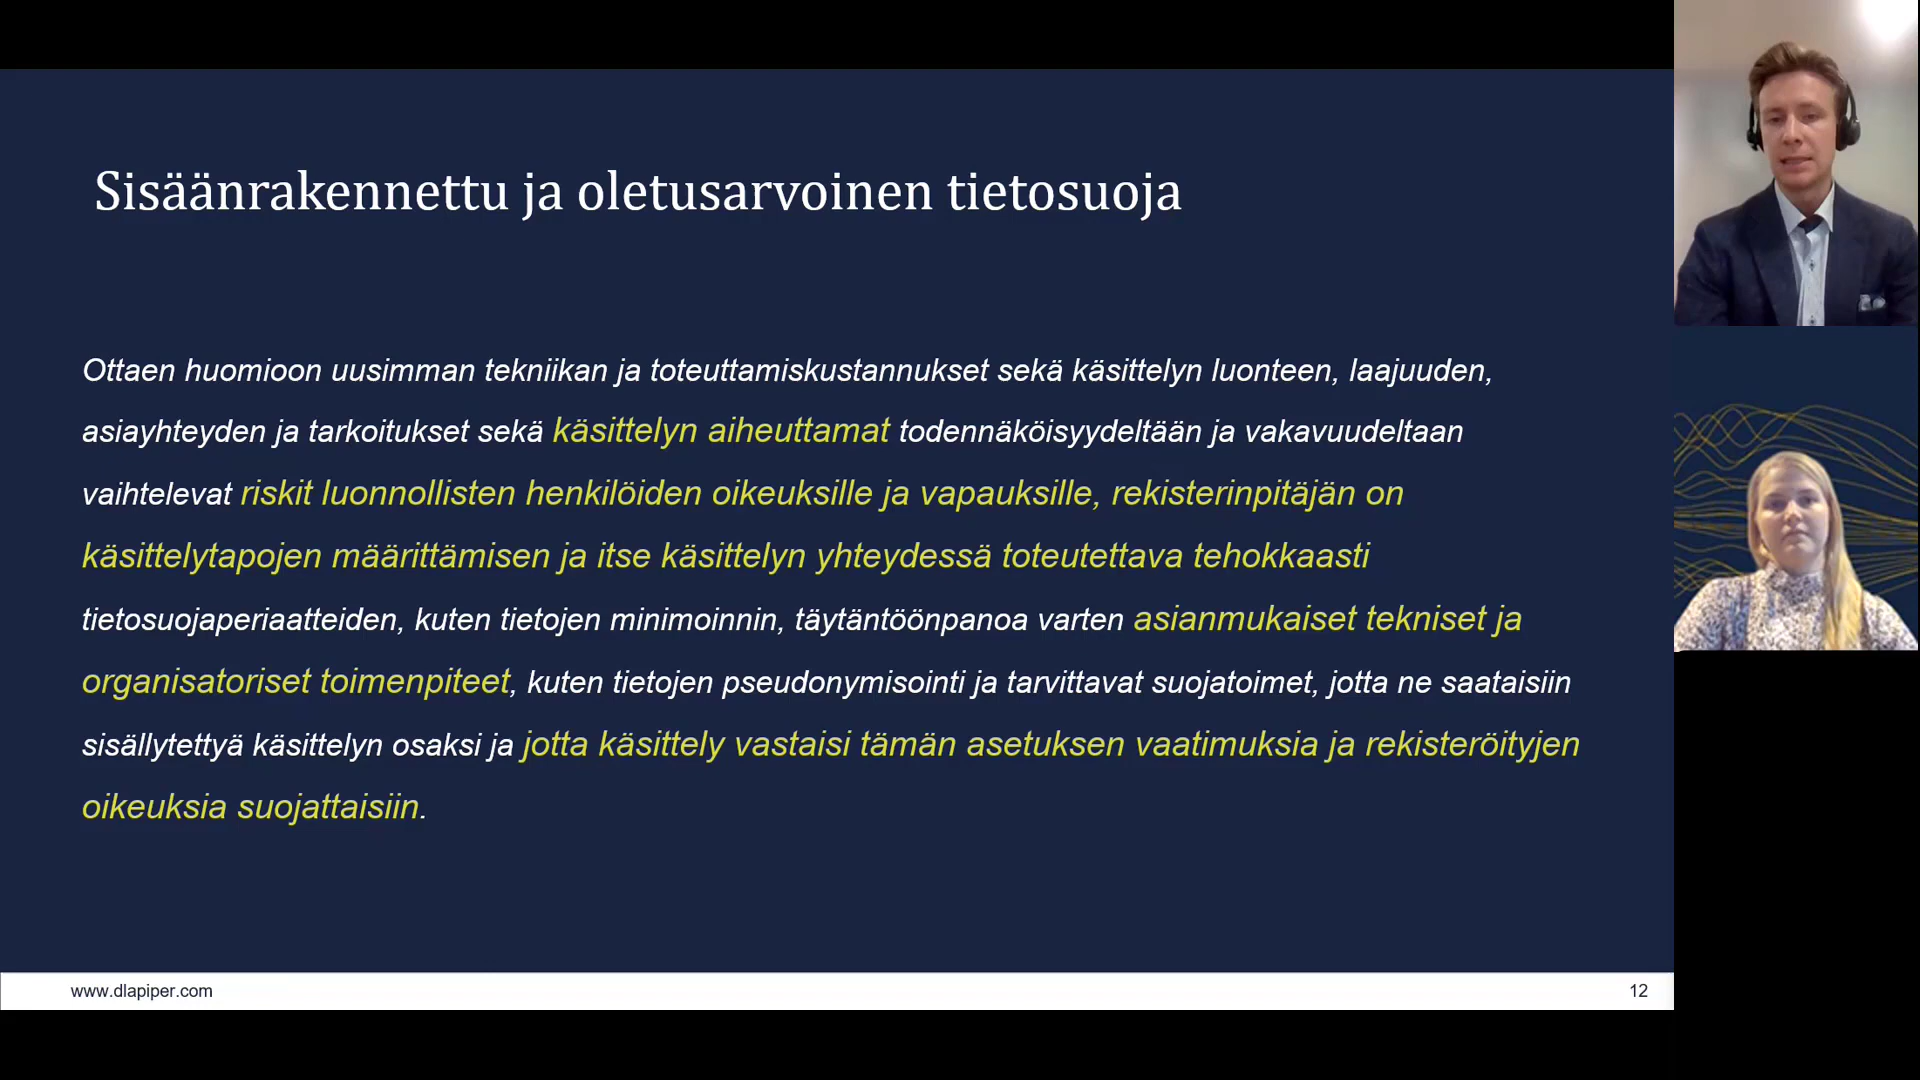 Sisäänrakennettu ja oletusarvoinen tietosuoja
Ottaen huomioon uusimman tekniikan ja toteuttamiskustannukset sekä käsittelyn luonteen, laajuuden,
asiayhteyden ja tarkoitukset sekä käsittelyn aiheuttamat todennäköisyydeltään ja vakavuudeltaan
vaihtelevat riskit luonnollisten henkilöiden oikeuksille ja vapauksille, rekisterinpitäjän on
käsittelytapojen määrittämisen ja itse käsittelyn yhteydessä toteutettava tehokkaasti
tietosuojaperiaatteiden, kuten tietojen minimoinnin, täytäntöönpanoa varten asianmukaiset tekniset ja
organisatoriset toimenpiteet, kuten tietojen pseudonymisointi ja tarvittavat suojatoimet, jotta ne saataisiin
sisällytettyä käsittelyn osaksi ja jotta käsittely vastaisi tämän asetuksen vaatimuksia ja rekisteröityjen
oikeuksia suojattaisiin.
www.dlapiper.com
12